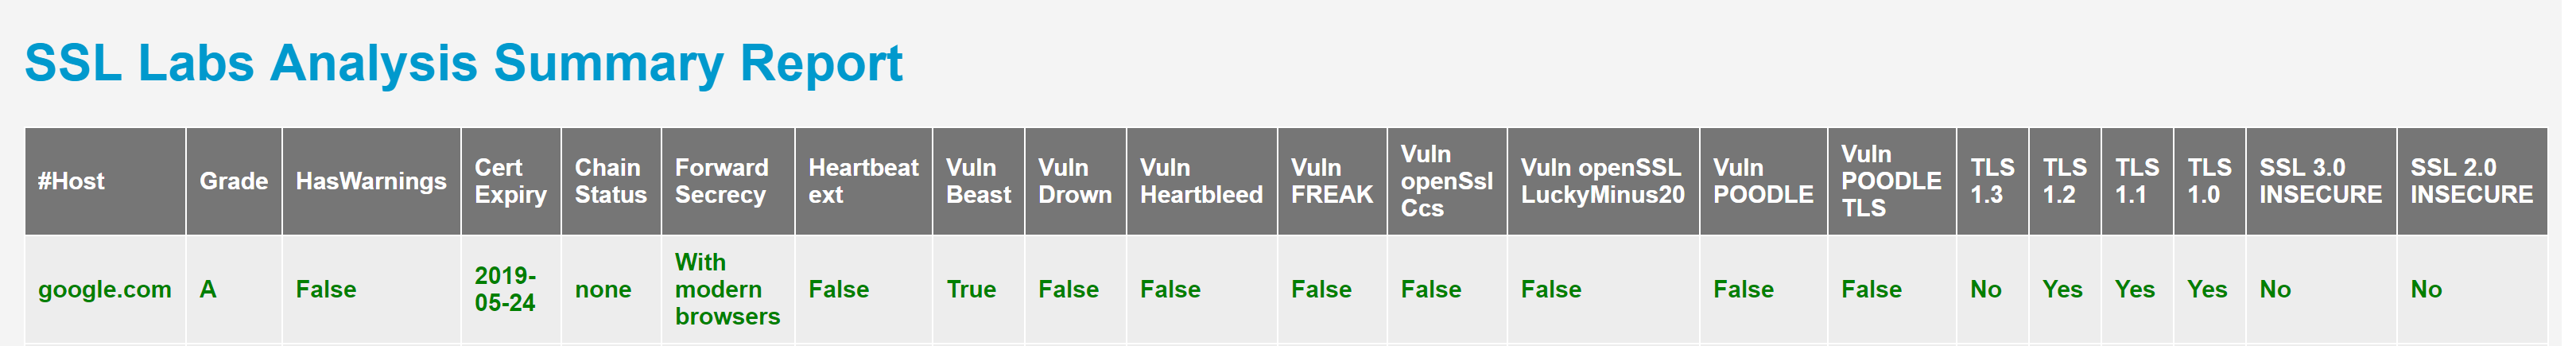 SSL Labs Analysis Summary Report
#Host
Grade
HasWarnings
Cert
Expiry
Chain
Status
Forward
Secrecy
Heartbeat
ext
Vuln
Beast
Vuln
Drown
Vuln
Heartbleed
Vuln
FREAK
Vuln
openSsl
Ccs
Vuln openSSL
LuckyMinus20
Vuln
POODLE
Vuln
POODLE
TLS
TLS
1.3
TLS
1.2
TLS
1.1
TLS
1.0
SSL 3.0
INSECURE
SSL 2.0
INSECURE
google.com
A
False
2019-
05-24
none
With
modern
browsers
False
True
False
False
False
False
False
False
False
No
Yes
Yes
Yes
No
No